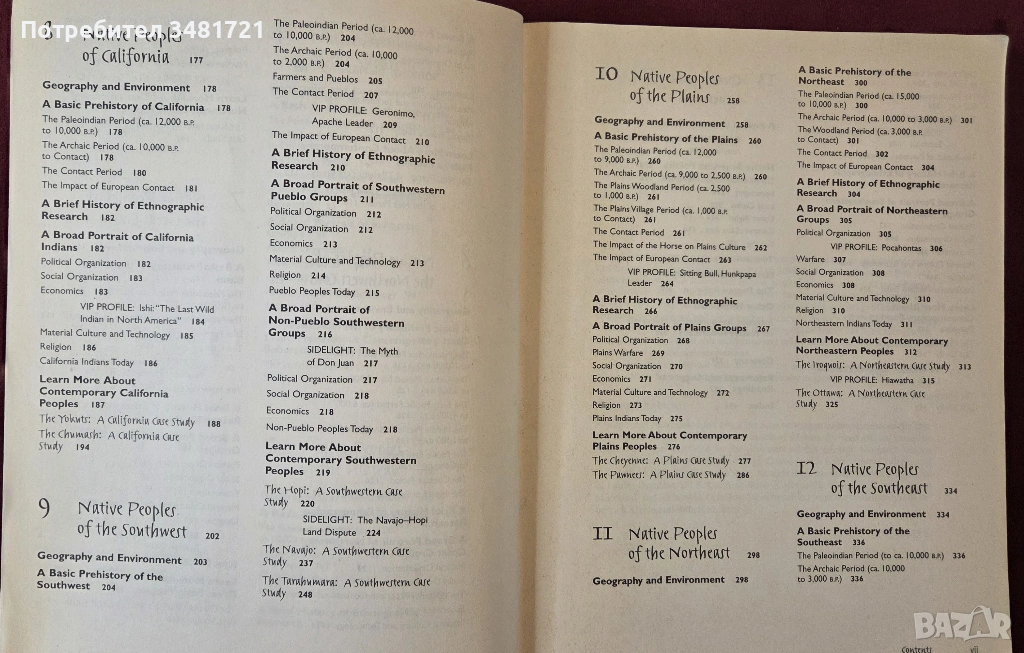 Потребител 3481721
8 Native Peoples
of California 177
Geography and Environment 178
A Basic Prehistory of California 178
The Paleoindian Period (ca. 12,000 B.P.
to 10,000 B.P.) 178
The Archaic Period (ca. 10,000 B.P.
to Contact) 178
The Contact Period 180
The Impact of European Contact 181
A Brief History of Ethnographic
Research 182
A Broad Portrait of California
Indians 182
Political Organization 182
Social Organization 183
Economics 183
VIP PROFILE: Ishi: "The Last Wild
Indian in North America" 184
Material Culture and Technology 185
Religion 186
California Indians Today 186
Learn More About
Contemporary California
Peoples 187
The Yokuts: A California Case Study 188
The Chumash: A California Case
Study 194
9 Native Peoples
of the Southwest 202
Geography and Environment 203
A Basic Prehistory of the
Southwest 204
The Paleoindian Period (ca. 12,000
to 10,000 B.P.) 204
The Archaic Period (ca. 10,000
to 2,000 B.P.) 204
Farmers and Pueblos 205
The Contact Period 207
VIP PROFILE: Geronimo,
Apache Leader 209
The Impact of European Contact 210
A Brief History of Ethnographic
Research 210
A Broad Portrait of Southwestern
Pueblo Groups 211
Political Organization 212
Social Organization 212
Economics 213
Material Culture and Technology 213
Religion 214
Pueblo Peoples Today 215
A Broad Portrait of
Non-Pueblo Southwestern
Groups 216
SIDELIGHT: The Myth
of Don Juan 217
Political Organization 217
Social Organization 218
Economics 218
Non-Pueblo Peoples Today 218
Learn More About
Contemporary Southwestern
Peoples 219
The Hopi: A Southwestern Case
Study 220
SIDELIGHT: The Navajo–Hopi
Land Dispute 224
The Navajo: A Southwestern Case
Study 237
The Tarahumara: A Southwestern Case
Study 248
10 Native Peoples
of the Plains 258
Geography and Environment 258
A Basic Prehistory of the Plains 260
The Paleoindian Period (ca. 12,000
to 9,000 B.P.) 260
The Archaic Period (ca. 9,000 to 2,500 B.P.) 260
The Plains Woodland Period (ca. 2,500
to 1,000 B.P.) 261
The Plains Village Period (ca. 1,000 B.P.
to Contact) 261
The Contact Period 261
The Impact of the Horse on Plains Culture 262
The Impact of European Contact 263
VIP PROFILE: Sitting Bull, Hunkpapa
Leader 264
A Brief History of Ethnographic
Research 266
A Broad Portrait of Plains Groups 267
Political Organization 268
Plains Warfare 269
Social Organization 270
Economics 271
Material Culture and Technology 272
Religion 273
Plains Indians Today 275
Learn More About Contemporary
Plains Peoples 276
The Cheyenne: A Plains Case Study 277
The Pawnees: A Plains Case Study 286
11 Native Peoples
of the Northeast 298
Geography and Environment 298
A Basic Prehistory of the
Northeast 300
The Paleoindian Period (ca. 15,000
to 10,000 B.P.) 300
The Archaic Period (ca. 10,000 to 3,000 B.P.) 301
The Woodland Period (ca. 3,000 B.P.
to Contact) 301
The Contact Period 302
The Impact of European Contact 304
A Brief History of Ethnographic
Research 304
A Broad Portrait of Northeastern
Groups 305
Political Organization 305
VIP PROFILE: Pocahontas 306
Warfare 307
Social Organization 308
Economics 308
Material Culture and Technology 310
Religion 310
Northeastern Indians Today 311
Learn More About Contemporary
Northeastern Peoples 312
The Iroquois: A Northeastern Case Study 313
VIP PROFILE: Hiawatha 315
The Ottawa: A Northeastern Case
Study 325
12 Native Peoples
of the Southeast 334
Geography and Environment 334
A Basic Prehistory of the
Southeast 336
The Paleoindian Period (to ca. 10,000 B.P.) 336
The Archaic Period (ca. 10,000
to 3,000 B.P.) 336
Contents vii
BAZAR